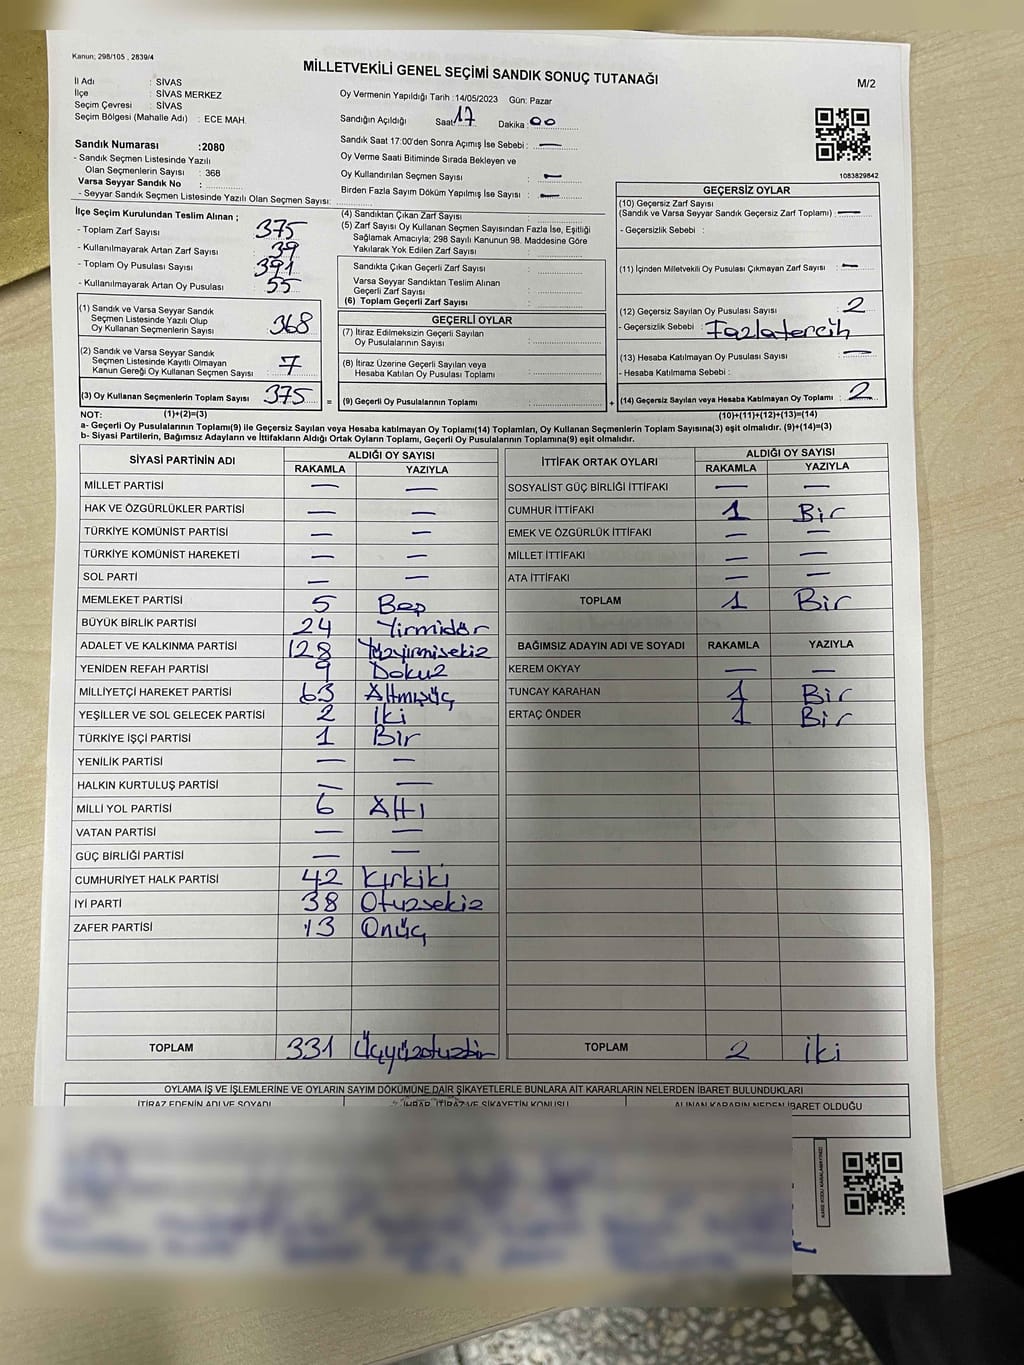 Kanun; 298/105 , 2839/4
MİLLETVEKİLİ GENEL SEÇİMİ SANDIK SONUÇ TUTANAĞI
M/2
İl Adı : SİVAS
İlçe : SİVAS MERKEZ
Seçim Çevresi : SİVAS
Seçim Bölgesi (Mahalle Adı) : ECE MAH.
Sandık Numarası :2080
- Sandık Seçmen Listesinde Yazılı
Olan Seçmenlerin Sayısı : 368
Varsa Seyyar Sandık No :
- Seyyar Sandık Seçmen Listesinde Yazılı Olan Seçmen Sayısı:
Oy Vermenin Yapıldığı Tarih :14/05/2023 Gün: Pazar
Sandığın Açıldığı Saat 17 Dakika 00
Sandık Saat 17:00'den Sonra Açımış İse Sebebi : —
Oy Verme Saati Bitiminde Sırada Bekleyen ve
Oy Kullandırılan Seçmen Sayısı : —
Birden Fazla Sayım Döküm Yapılmış İse Sayısı : —
1083829842
İlçe Seçim Kurulundan Teslim Alınan ;
- Toplam Zarf Sayısı : 375
- Kullanılmayarak Artan Zarf Sayısı : 39
- Toplam Oy Pusulası Sayısı : 391
- Kullanılmayarak Artan Oy Pusulası : 55
(1) Sandık ve Varsa Seyyar Sandık
Seçmen Listesinde Yazılı Olup
Oy Kullanan Seçmenlerin Sayısı : 368
(2) Sandık ve Varsa Seyyar Sandık
Seçmen Listesinde Kayıtlı Olmayan
Kanun Gereği Oy Kullanan Seçmen Sayısı : 7
(3) Oy Kullanan Seçmenlerin Toplam Sayısı : 375 =
(4) Sandıktan Çıkan Zarf Sayısı :
(5) Zarf Sayısı Oy Kullanan Seçmen Sayısından Fazla İse, Eşitliği
Sağlamak Amacıyla; 298 Sayılı Kanunun 98. Maddesine Göre
Yakılarak Yok Edilen Zarf Sayısı :
Sandıkta Çıkan Geçerli Zarf Sayısı :
Varsa Seyyar Sandıktan Teslim Alınan
Geçerli Zarf Sayısı :
(6) Toplam Geçerli Zarf Sayısı :
GEÇERLİ OYLAR
(7) İtiraz Edilmeksizin Geçerli Sayılan
Oy Pusulalarının Sayısı :
(8) İtiraz Üzerine Geçerli Sayılan veya
Hesaba Katılan Oy Pusulası Toplamı :
(9) Geçerli Oy Pusulalarının Toplamı : +
GEÇERSİZ OYLAR
(10) Geçersiz Zarf Sayısı
(Sandık ve Varsa Seyyar Sandık Geçersiz Zarf Toplamı) : —
- Geçersizlik Sebebi :
(11) İçinden Milletvekili Oy Pusulası Çıkmayan Zarf Sayısı : —
(12) Geçersiz Sayılan Oy Pusulası Sayısı : 2
- Geçersizlik Sebebi : Fazla tercih
(13) Hesaba Katılmayan Oy Pusulası Sayısı : —
- Hesaba Katılmama Sebebi :
(14) Geçersiz Sayılan veya Hesaba Katılmayan Oy Toplamı : 2
NOT: (1)+(2)=(3) (10)+(11)+(12)+(13)=(14)
a- Geçerli Oy Pusulalarının Toplamı(9) ile Geçersiz Sayılan veya Hesaba katılmayan Oy Toplamı(14) Toplamları, Oy Kullanan Seçmenlerin Toplam Sayısına(3) eşit olmalıdır. (9)+(14)=(3)
b- Siyasi Partilerin, Bağımsız Adayların ve İttifakların Aldığı Ortak Oyların Toplamı, Geçerli Oy Pusulalarının Toplamına(9) eşit olmalıdır.
SİYASİ PARTİNİN ADI ALDIĞI OY SAYISI
RAKAMLA YAZIYLA
MİLLET PARTİSİ — —
HAK VE ÖZGÜRLÜKLER PARTİSİ — —
TÜRKİYE KOMÜNİST PARTİSİ — —
TÜRKİYE KOMÜNİST HAREKETİ — —
SOL PARTİ — —
MEMLEKET PARTİSİ 5 Beş
BÜYÜK BİRLİK PARTİSİ 24 Yirmidör
ADALET VE KALKINMA PARTİSİ 128 Yüzyirmisekiz
YENİDEN REFAH PARTİSİ 9 Dokuz
MİLLİYETÇİ HAREKET PARTİSİ 63 Altmışüç
YEŞİLLER VE SOL GELECEK PARTİSİ 2 İki
TÜRKİYE İŞÇİ PARTİSİ 1 Bir
YENİLİK PARTİSİ — —
HALKIN KURTULUŞ PARTİSİ — —
MİLLİ YOL PARTİSİ 6 Altı
VATAN PARTİSİ — —
GÜÇ BİRLİĞİ PARTİSİ — —
CUMHURİYET HALK PARTİSİ 42 Kırkiki
İYİ PARTİ 38 Otuzsekiz
ZAFER PARTİSİ 13 Onüç
TOPLAM 331 Üçyüzotuzbir
İTTİFAK ORTAK OYLARI ALDIĞI OY SAYISI
RAKAMLA YAZIYLA
SOSYALİST GÜÇ BİRLİĞİ İTTİFAKI — —
CUMHUR İTTİFAKI 1 Bir
EMEK VE ÖZGÜRLÜK İTTİFAKI — —
MİLLET İTTİFAKI — —
ATA İTTİFAKI — —
TOPLAM 1 Bir
BAĞIMSIZ ADAYIN ADI VE SOYADI RAKAMLA YAZIYLA
KEREM OKYAY — —
TUNCAY KARAHAN 1 Bir
ERTAÇ ÖNDER 1 Bir
TOPLAM 2 İki
OYLAMA İŞ VE İŞLEMLERİNE VE OYLARIN SAYIM DÖKÜMÜNE DAİR ŞİKAYETLERLE BUNLARA AİT KARARLARIN NELERDEN İBARET BULUNDUKLARI
İTİRAZ EDENİN ADI VE SOYADI İHBAR, İTİRAZ VE ŞİKAYETİN KONUSU ALINAN KARARIN NEDEN İBARET OLDUĞU
KARE KODU KARALAMAYINIZ!